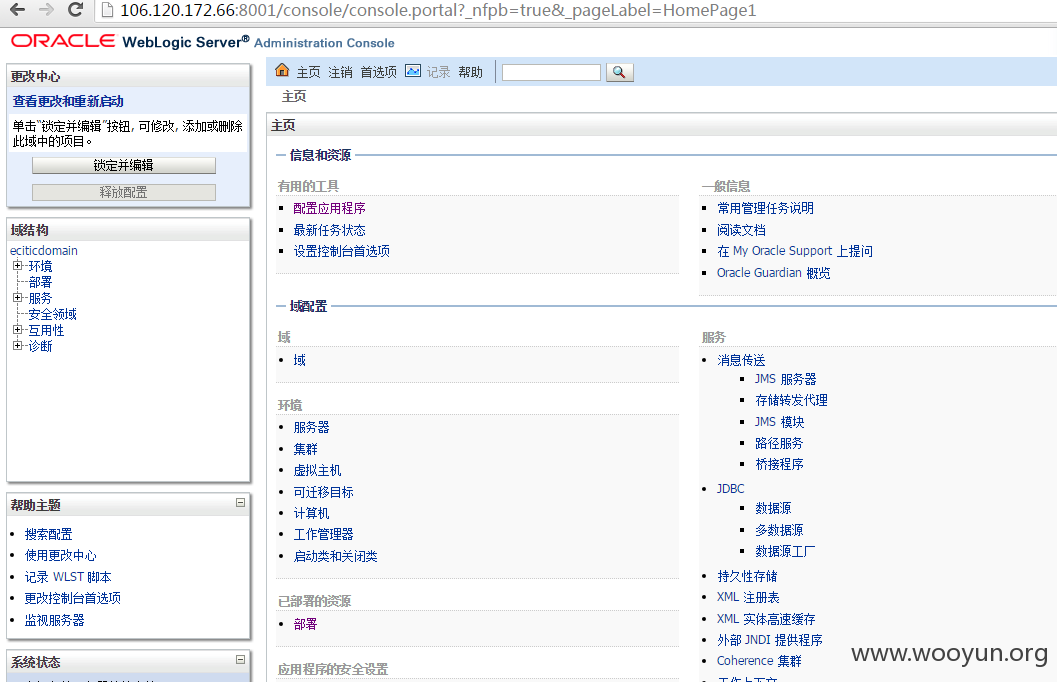 106.120.172.66:8001/console/console.portal?_nfpb=true&_pageLabel=HomePage1
ORACLE WebLogic Server® Administration Console
更改中心
查看更改和重新启动
单击"锁定并编辑"按钮, 可修改, 添加或删除
此域中的项目。
锁定并编辑
释放配置
域结构
eciticdomain
环境
部署
服务
安全领域
互用性
诊断
帮助主题
搜索配置
使用更改中心
记录 WLST 脚本
更改控制台首选项
监视服务器
系统状态
主页 注销 首选项 记录 帮助
主页
主页
信息和资源
有用的工具
配置应用程序
最新任务状态
设置控制台首选项
一般信息
常用管理任务说明
阅读文档
在 My Oracle Support 上提问
Oracle Guardian 概览
域配置
域
域
环境
服务器
集群
虚拟主机
可迁移目标
计算机
工作管理器
启动类和关闭类
已部署的资源
部署
应用程序的安全设置
服务
消息传送
JMS 服务器
存储转发代理
JMS 模块
路径服务
桥接程序
JDBC
数据源
多数据源
数据源工厂
持久性存储
XML 注册表
XML 实体高速缓存
外部 JNDI 提供程序
Coherence 集群
www.wooyun.org